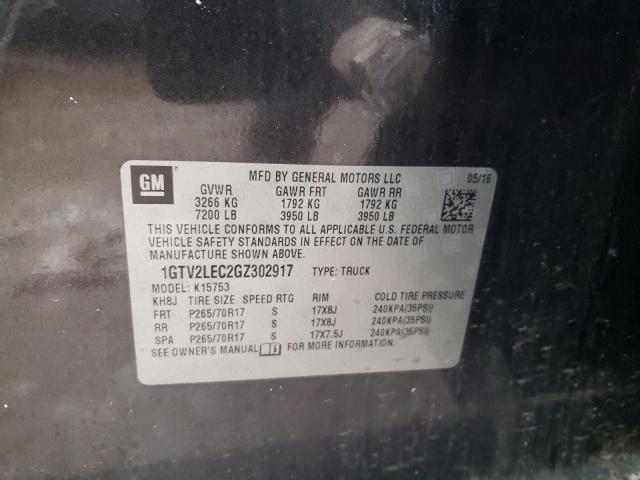 GM
MFD BY GENERAL MOTORS LLC 05/16
GVWR GAWR FRT GAWR RR
3266 KG 1792 KG 1792 KG
7200 LB 3950 LB 3950 LB
THIS VEHICLE CONFORMS TO ALL APPLICABLE U.S. FEDERAL MOTOR
VEHICLE SAFETY STANDARDS IN EFFECT ON THE DATE OF
MANUFACTURE SHOWN ABOVE.
1GTV2LEC2GZ302917 TYPE: TRUCK
MODEL: K15753
KH8J TIRE SIZE SPEED RTG RIM COLD TIRE PRESSURE
FRT P265/70R17 S 17X8J 240KPA(35PSI)
RR P265/70R17 S 17X8J 240KPA(35PSI)
SPA P265/70R17 S 17X7.5J 240KPA(35PSI)
SEE OWNER'S MANUAL FOR MORE INFORMATION.